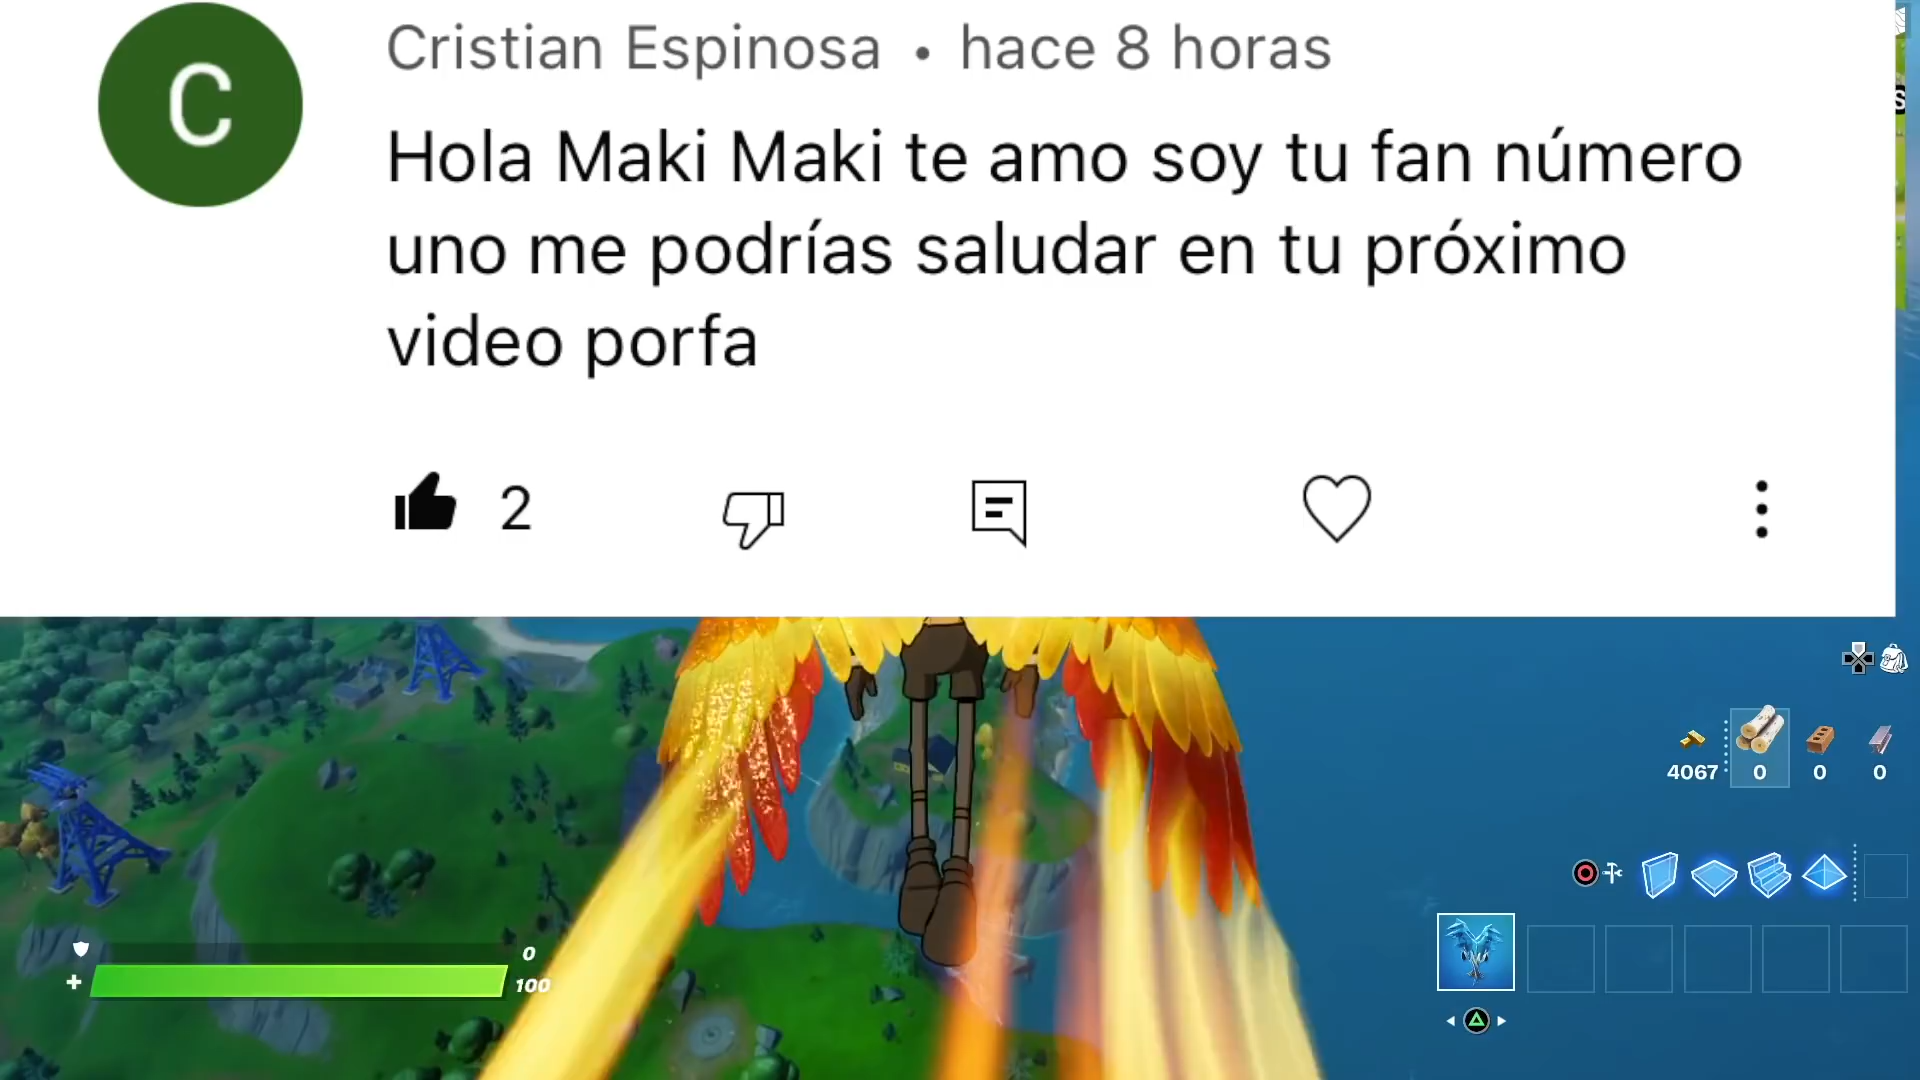 C
Cristian Espinosa • hace 8 horas
Hola Maki Maki te amo soy tu fan número
uno me podrías saludar en tu próximo
video porfa
2
4067 0 0 0
0
100